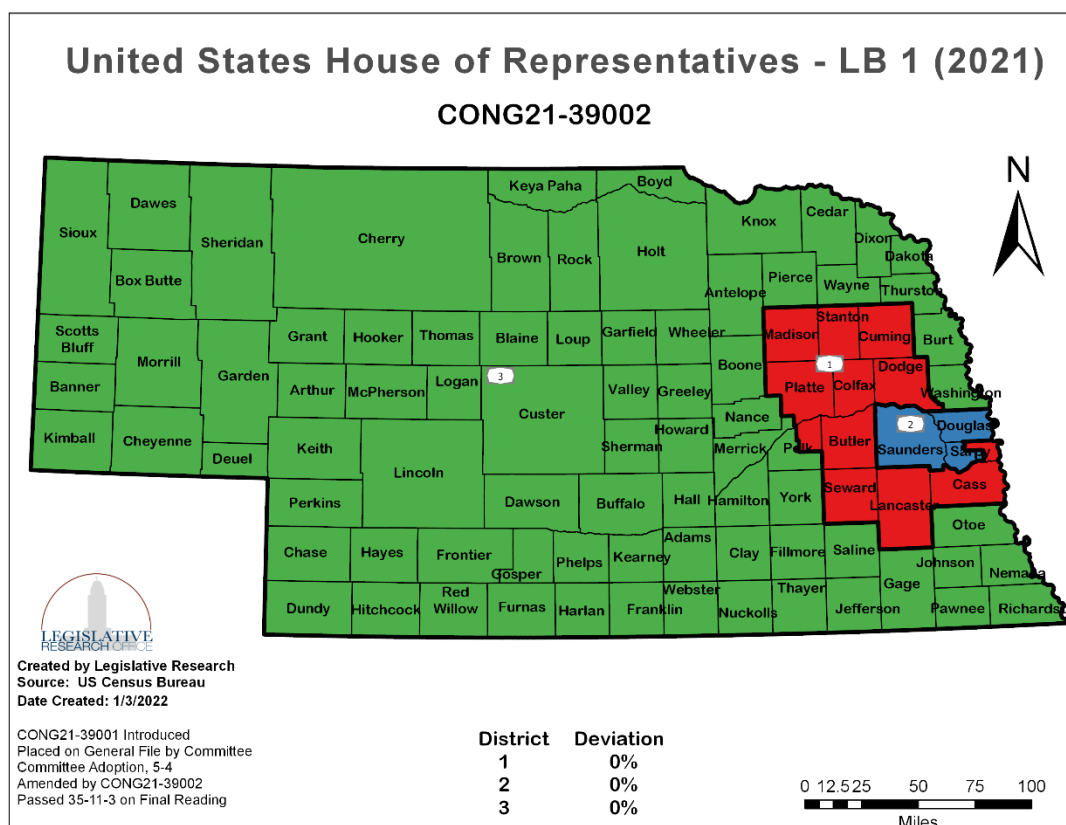 United States House of Representatives - LB 1 (2021)
CONG21-39002
N
Boyd
Keya Paha
Dawes
Cedar
Knox
Sioux
Cherry
Sheridan
Dixon
Holt
Brown
Rock
Dakota
Pierce
Box Butte
Wayne
Thurston
Antelope
Stanton
Scotts
Bluff
Grant
Hooker
Thomas
Blaine
Loup
Garfield
Wheeler
Madison
Cuming
Burt
Morrill
Boone
1
Dodge
Garden
Arthur
McPherson
Logan
3
Banner
Valley
Greeley
Platte
Colfax
Washington
Custer
Nance
2
Douglas
Kimball
Cheyenne
Howard
Butler
Keith
Sherman
Merrick
Polk
Saunders
Sarpy
Deuel
Lincoln
Seward
Cass
Perkins
Dawson
Buffalo
Hall
Hamilton
York
Lancaster
Otoe
Adams
Chase
Hayes
Frontier
Phelps
Kearney
Clay
Fillmore
Saline
Gosper
Johnson
Nemaha
Red
Willow
Webster
Thayer
Gage
Dundy
Hitchcock
Furnas
Harlan
Franklin
Nuckolls
Jefferson
Pawnee
Richards
LEGISLATIVE
RESEARCH OFFICE
Created by Legislative Research
Source: US Census Bureau
Date Created: 1/3/2022
CONG21-39001 Introduced
Placed on General File by Committee
Committee Adoption, 5-4
Amended by CONG21-39002
Passed 35-11-3 on Final Reading
District Deviation
1 0%
2 0%
3 0%
0 12.5 25 50 75 100
Miles